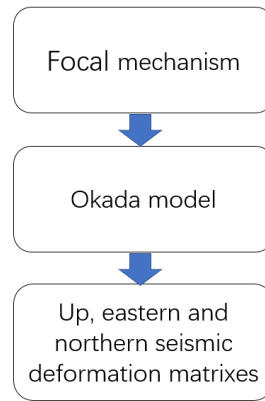 Focal mechanism
Okada model
Up, eastern and
northern seismic
deformation matrixes